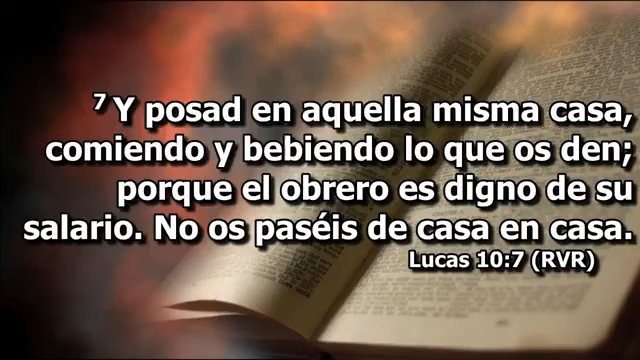 7 Y posad en aquella misma casa,
comiendo y bebiendo lo que os den;
porque el obrero es digno de su
salario. No os paséis de casa en casa.
Lucas 10:7 (RVR)